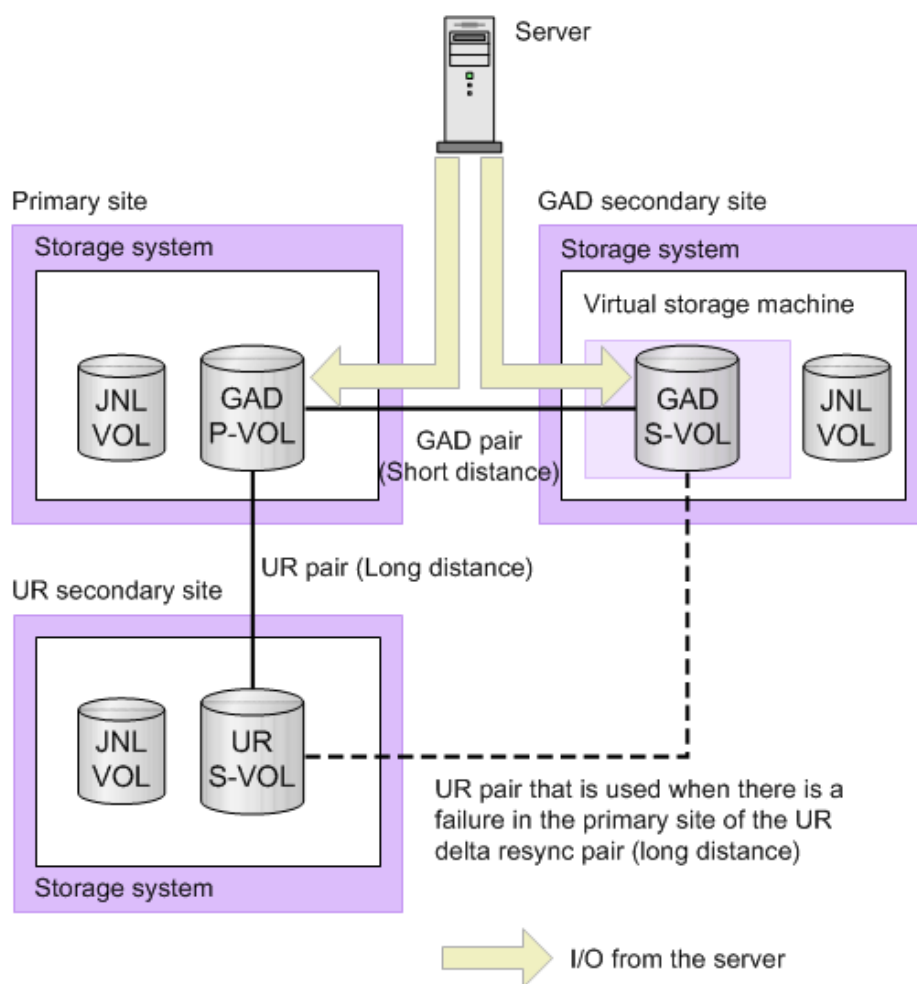 Server
Primary site
GAD secondary site
Storage system
Storage system
Virtual storage machine
JNL
VOL
GAD
P-VOL
GAD
S-VOL
JNL
VOL
GAD pair
(Short distance)
UR pair (Long distance)
UR secondary site
JNL
VOL
UR
S-VOL
UR pair that is used when there is a
failure in the primary site of the UR
delta resync pair (long distance)
Storage system
I/O from the server